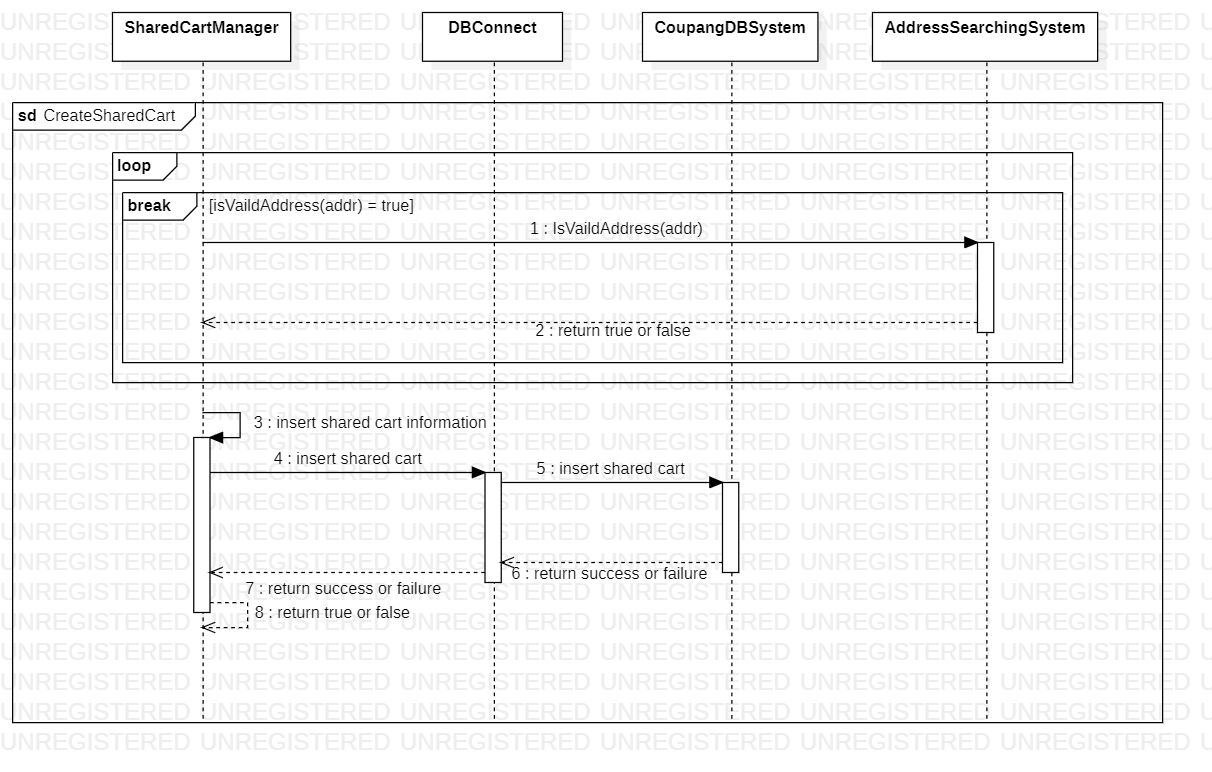 SharedCartManager
DBConnect
CoupangDBSystem
AddressSearchingSystem
sd CreateSharedCart
loop
break [isVaildAddress(addr) = true]
1 : IsVaildAddress(addr)
2 : return true or false
3 : insert shared cart information
4 : insert shared cart
5 : insert shared cart
6 : return success or failure
7 : return success or failure
8 : return true or false
UNREGISTERED